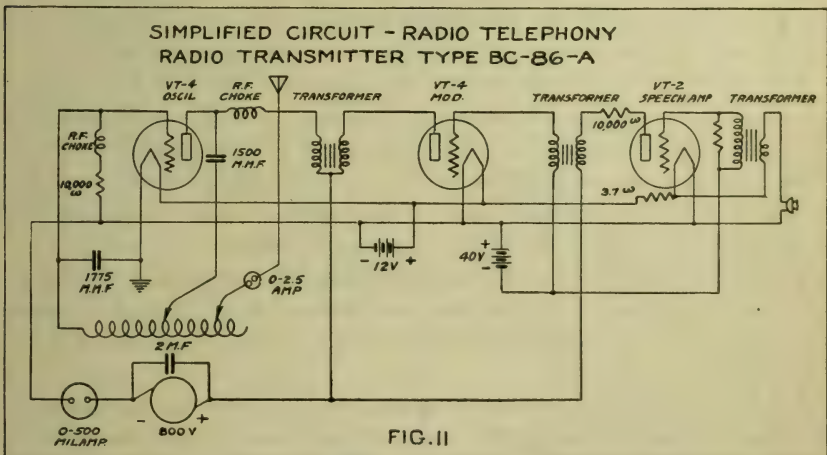 SIMPLIFIED CIRCUIT - RADIO TELEPHONY
RADIO TRANSMITTER TYPE BC-86-A
VT-4
OSCIL
R.F.
CHOKE
TRANSFORMER
VT-4
MOD.
TRANSFORMER
VT-2
SPEECH AMP
TRANSFORMER
R.F.
CHOKE
10,000
ω
1500
M.M.F
10,000 ω
3.7 ω
1775
M.M.F
0-2.5
AMP
- 12V +
40V
+
-
2 M.F
0-500
MILAMP.
- 800V +
FIG. 11